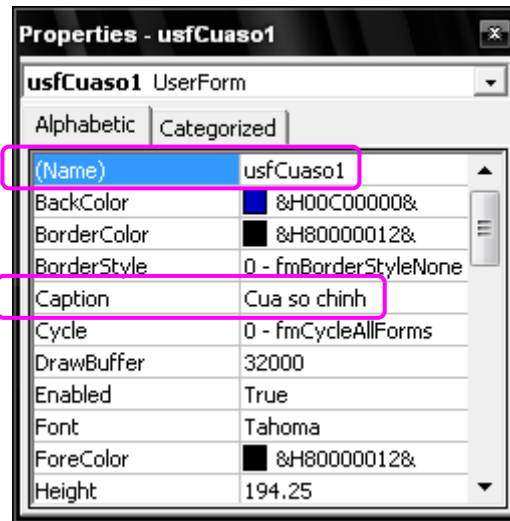 Properties - usfCuaso1
usfCuaso1 UserForm
Alphabetic Categorized
(Name) usfCuaso1
BackColor &H00C00000&
BorderColor &H80000012&
BorderStyle 0 - fmBorderStyleNone
Caption Cua so chinh
Cycle 0 - fmCycleAllForms
DrawBuffer 32000
Enabled True
Font Tahoma
ForeColor &H80000012&
Height 194.25